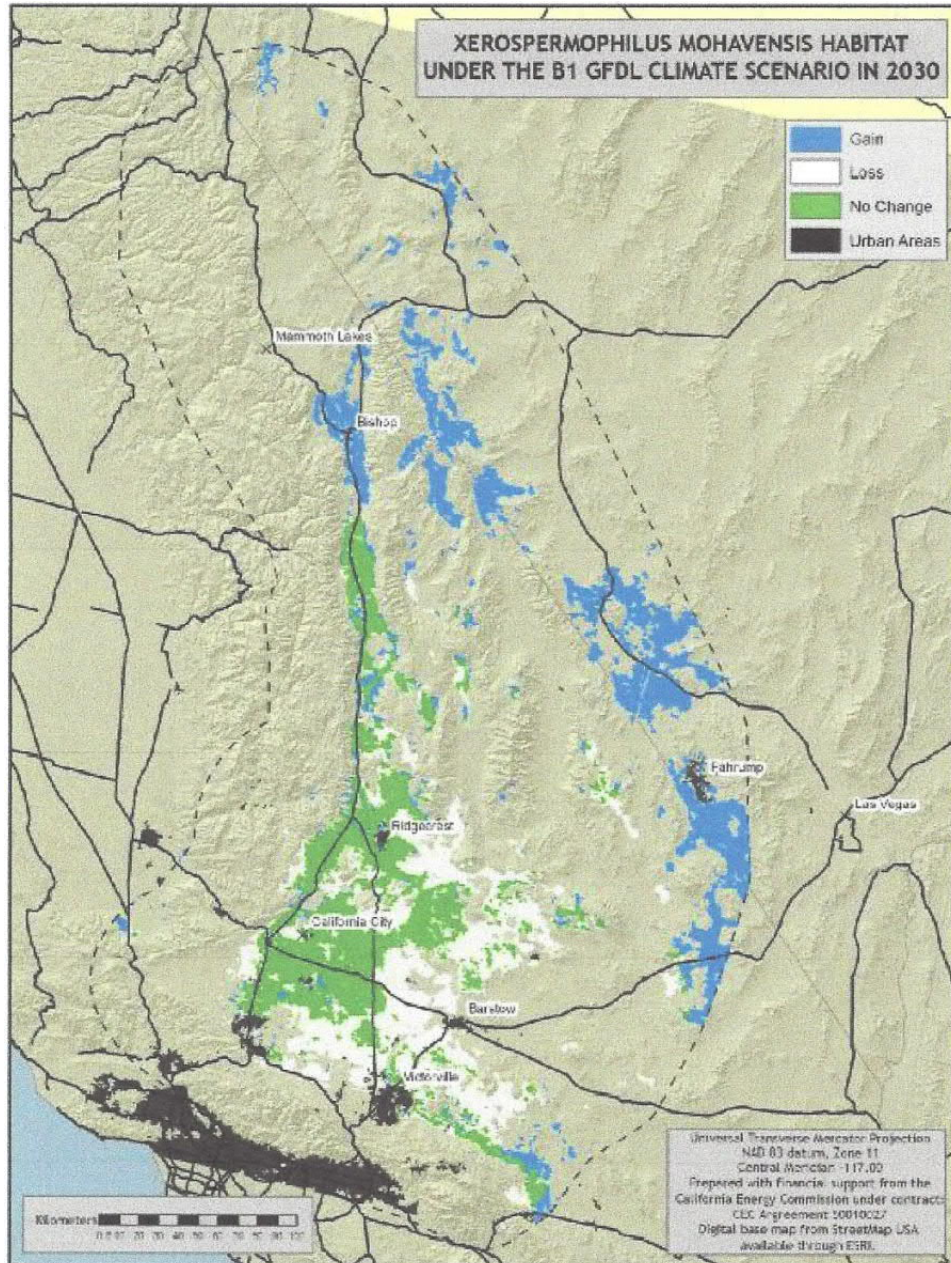 XEROSPERMOPHILUS MOHAVENSIS HABITAT
UNDER THE B1 GFDL CLIMATE SCENARIO IN 2030
Gain
Loss
No Change
Urban Areas
Mammoth Lakes
Bishop
Pahrump
Las Vegas
Ridgecrest
California City
Barstow
Victorville
Universal Transverse Mercator Projection
NAD 83 datum, Zone 11
Central Meridian -117.00
Prepared with financial support from the
California Energy Commission under contract:
CEC Argreement 50010027
Digital base map from StreetMap USA
available through ESRI.
Kilometers